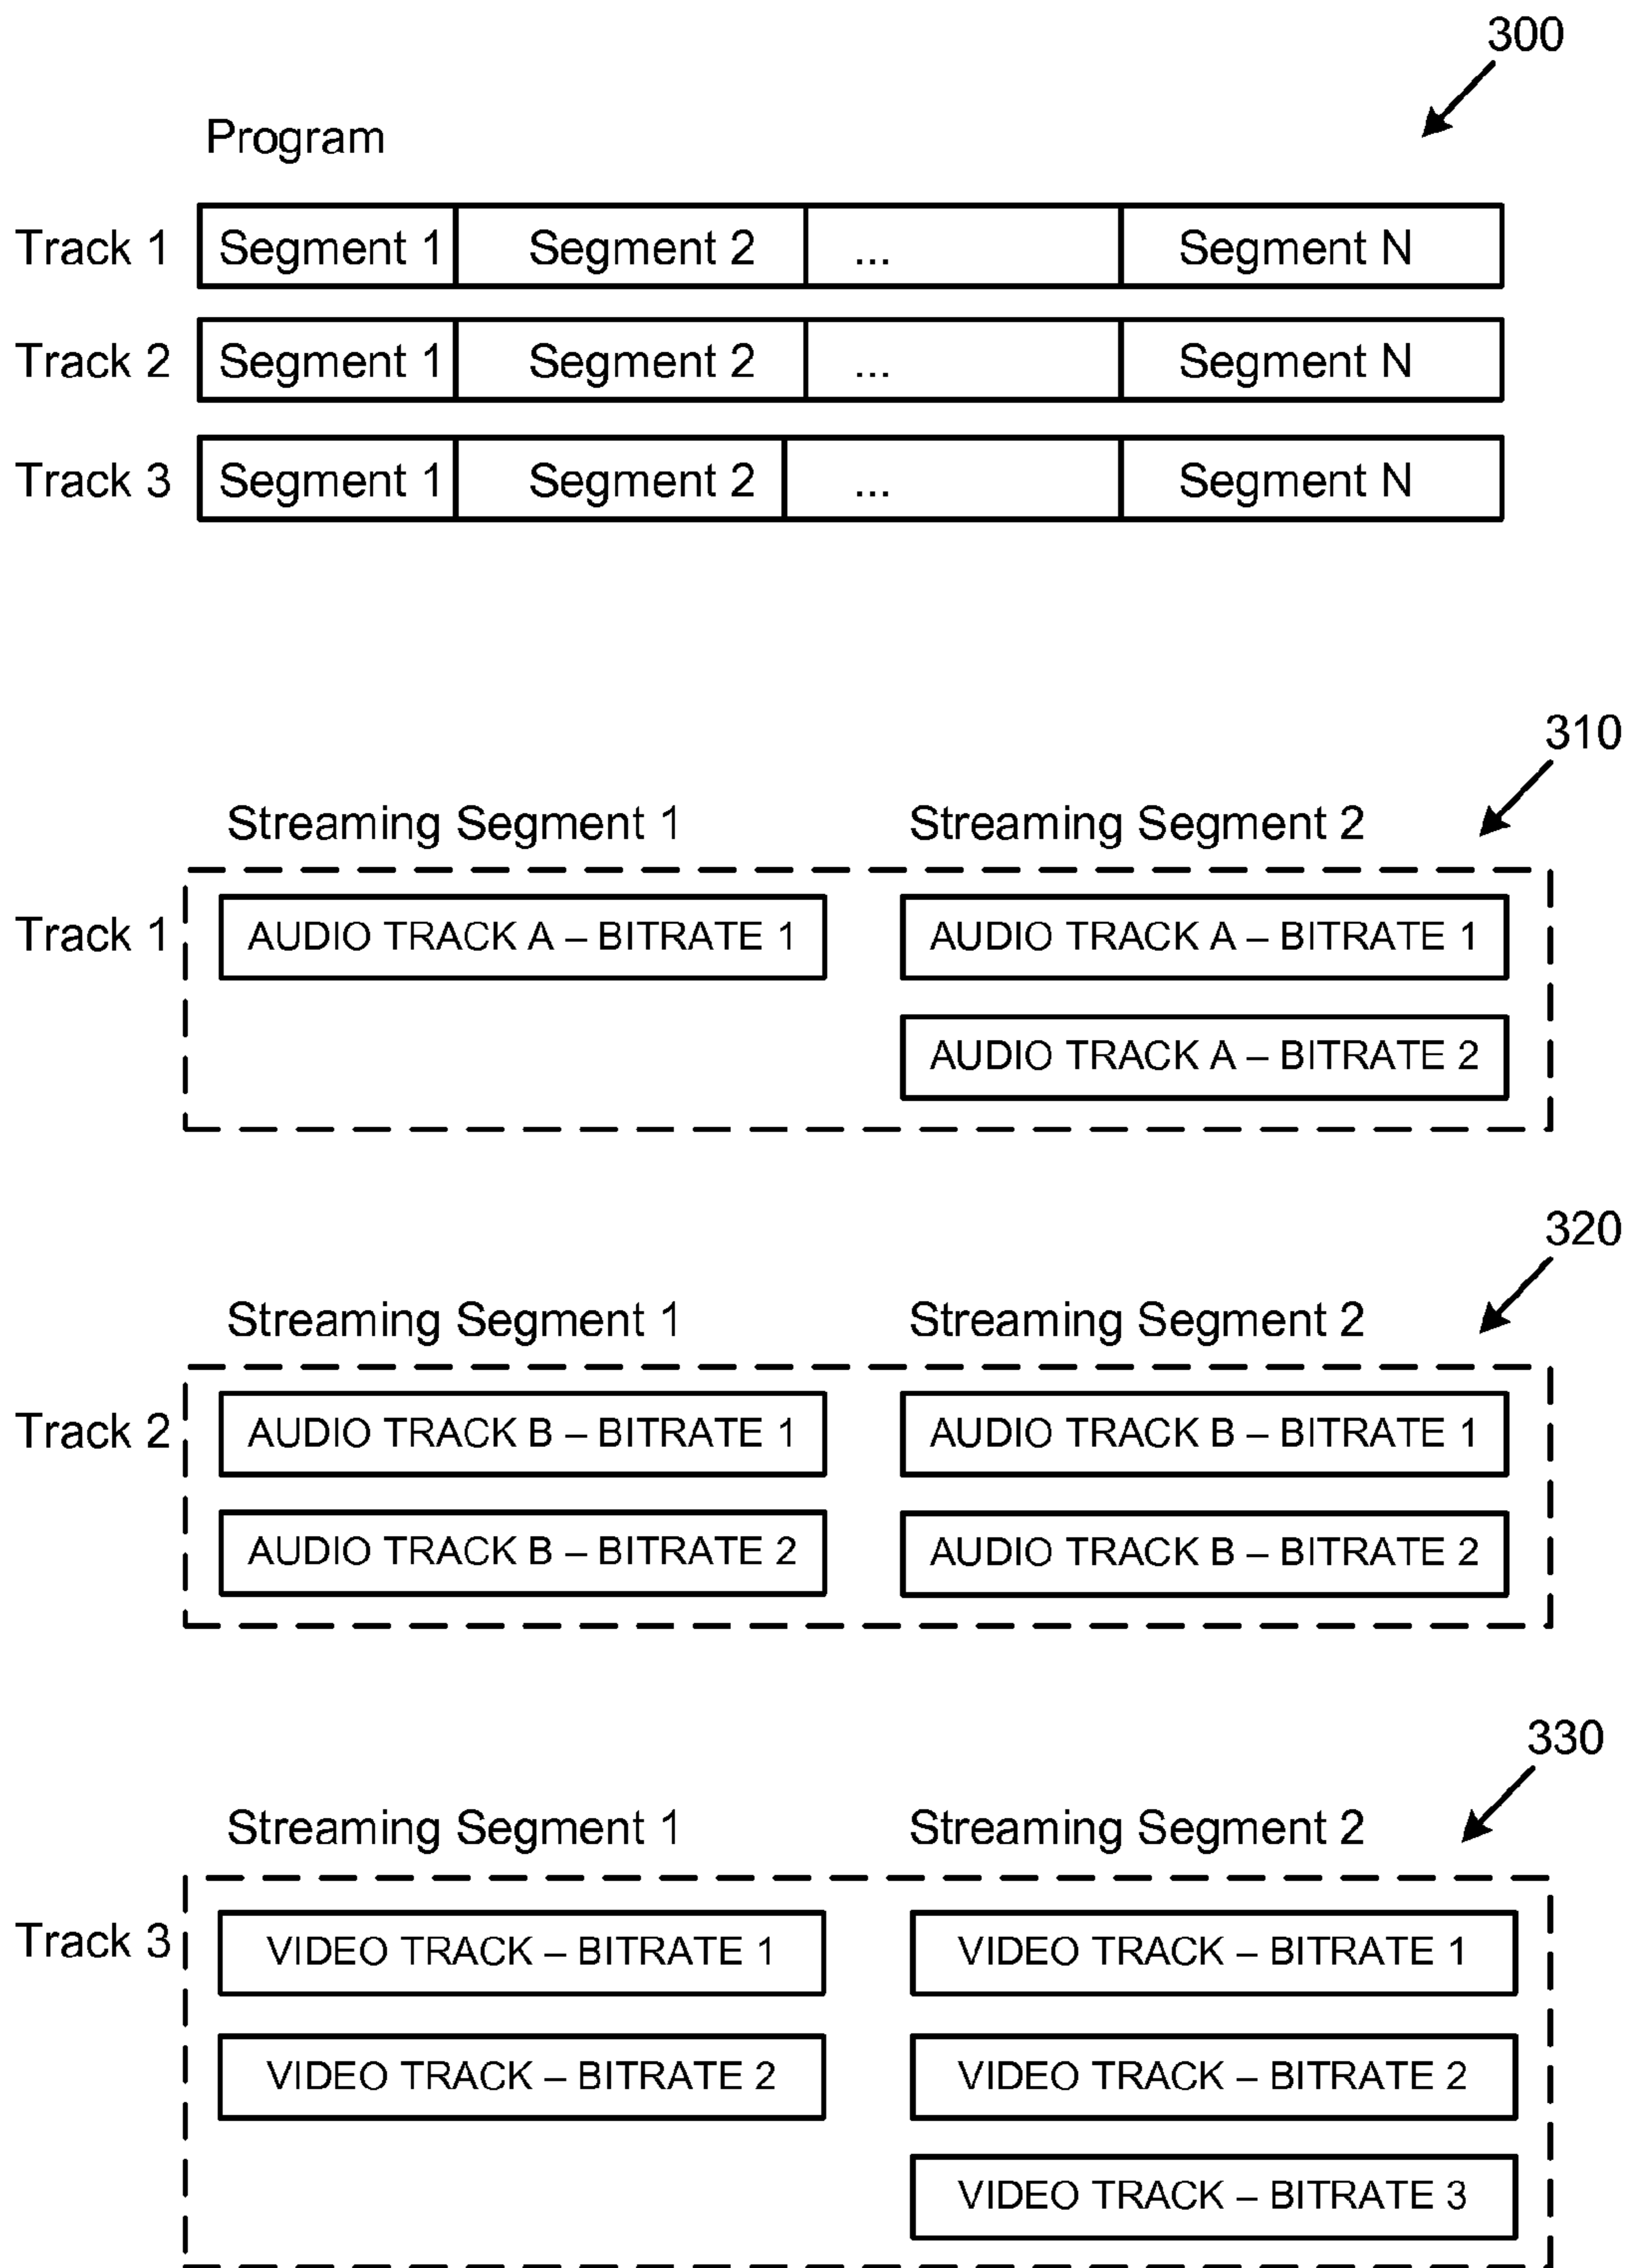 300
Program
Track 1 Segment 1 Segment 2 ... Segment N
Track 2 Segment 1 Segment 2 ... Segment N
Track 3 Segment 1 Segment 2 ... Segment N
310
Streaming Segment 1 Streaming Segment 2
Track 1 AUDIO TRACK A – BITRATE 1 AUDIO TRACK A – BITRATE 1
AUDIO TRACK A – BITRATE 2
320
Streaming Segment 1 Streaming Segment 2
Track 2 AUDIO TRACK B – BITRATE 1 AUDIO TRACK B – BITRATE 1
AUDIO TRACK B – BITRATE 2 AUDIO TRACK B – BITRATE 2
330
Streaming Segment 1 Streaming Segment 2
Track 3 VIDEO TRACK – BITRATE 1 VIDEO TRACK – BITRATE 1
VIDEO TRACK – BITRATE 2 VIDEO TRACK – BITRATE 2
VIDEO TRACK – BITRATE 3